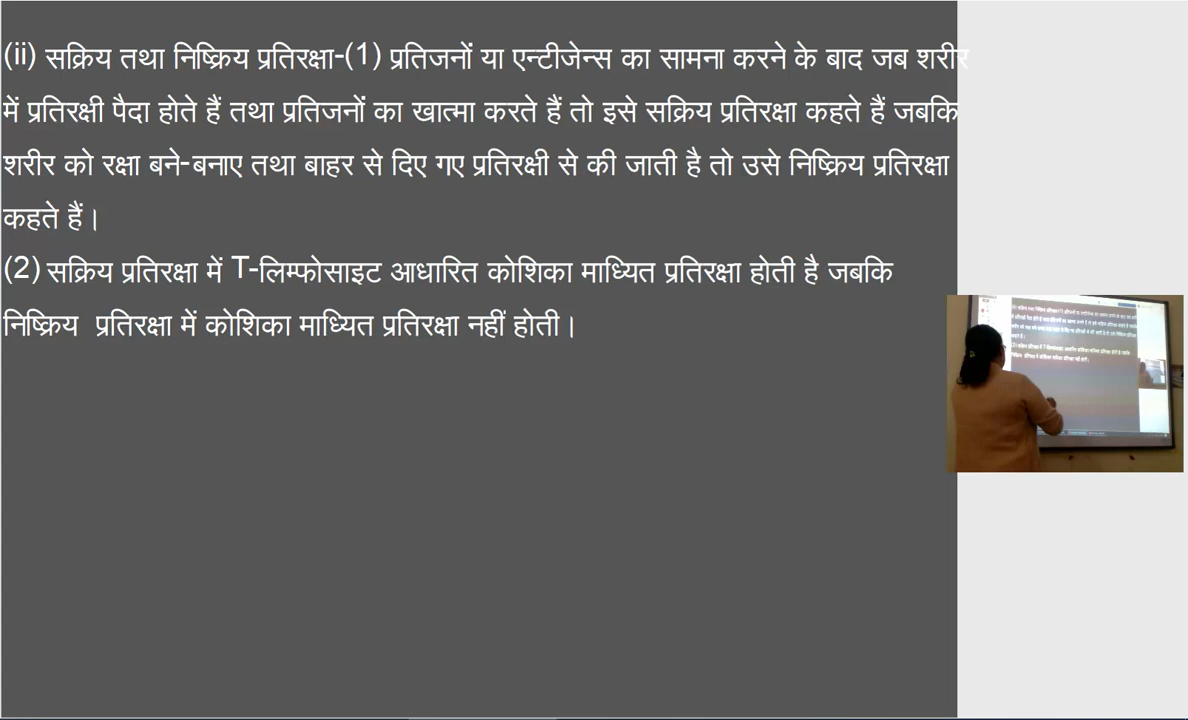 (ii) सक्रिय तथा निष्क्रिय प्रतिरक्षा-(1) प्रतिजनों या एन्टीजेन्स का सामना करने के बाद जब शरीर
में प्रतिरक्षी पैदा होते हैं तथा प्रतिजनों का खात्मा करते हैं तो इसे सक्रिय प्रतिरक्षा कहते हैं जबकि
शरीर को रक्षा बने-बनाए तथा बाहर से दिए गए प्रतिरक्षी से की जाती है तो उसे निष्क्रिय प्रतिरक्षा
कहते हैं।
(2) सक्रिय प्रतिरक्षा में T-लिम्फोसाइट आधारित कोशिका माध्यित प्रतिरक्षा होती है जबकि
निष्क्रिय प्रतिरक्षा में कोशिका माध्यित प्रतिरक्षा नहीं होती।